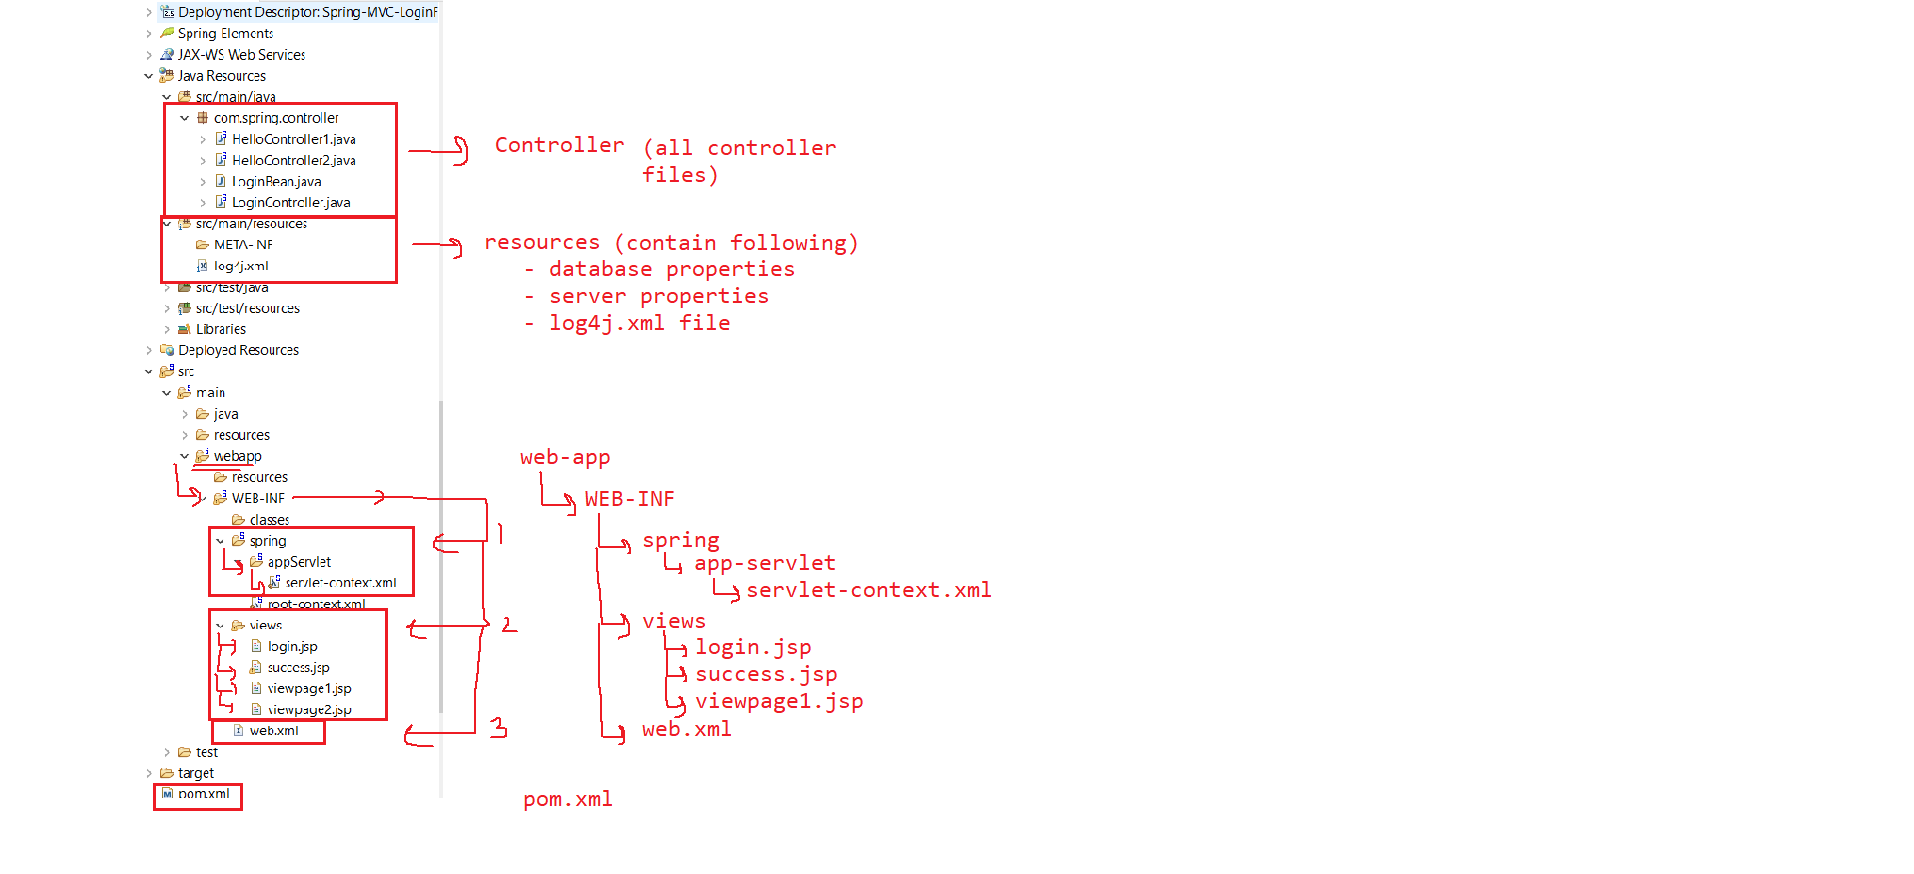 Deployment Descriptor: Spring-MVC-LoginF
Spring Elements
JAX-WS Web Services
Java Resources
src/main/java
com.spring.controller
HelloController1.java
HelloController2.java
LoginBean.java
LoginController.java
src/main/resources
META-INF
log4j.xml
src/test/java
src/test/resources
Libraries
Deployed Resources
src
main
java
resources
webapp
resources
WEB-INF
classes
spring
appServlet
servlet-context.xml
root-context.xml
views
login.jsp
success.jsp
viewpage1.jsp
viewpage2.jsp
web.xml
test
target
pom.xml
1
2
3
Controller (all controller
files)
resources (contain following)
- database properties
- server properties
- log4j.xml file
web-app
WEB-INF
spring
app-servlet
servlet-context.xml
views
login.jsp
success.jsp
viewpage1.jsp
web.xml
pom.xml